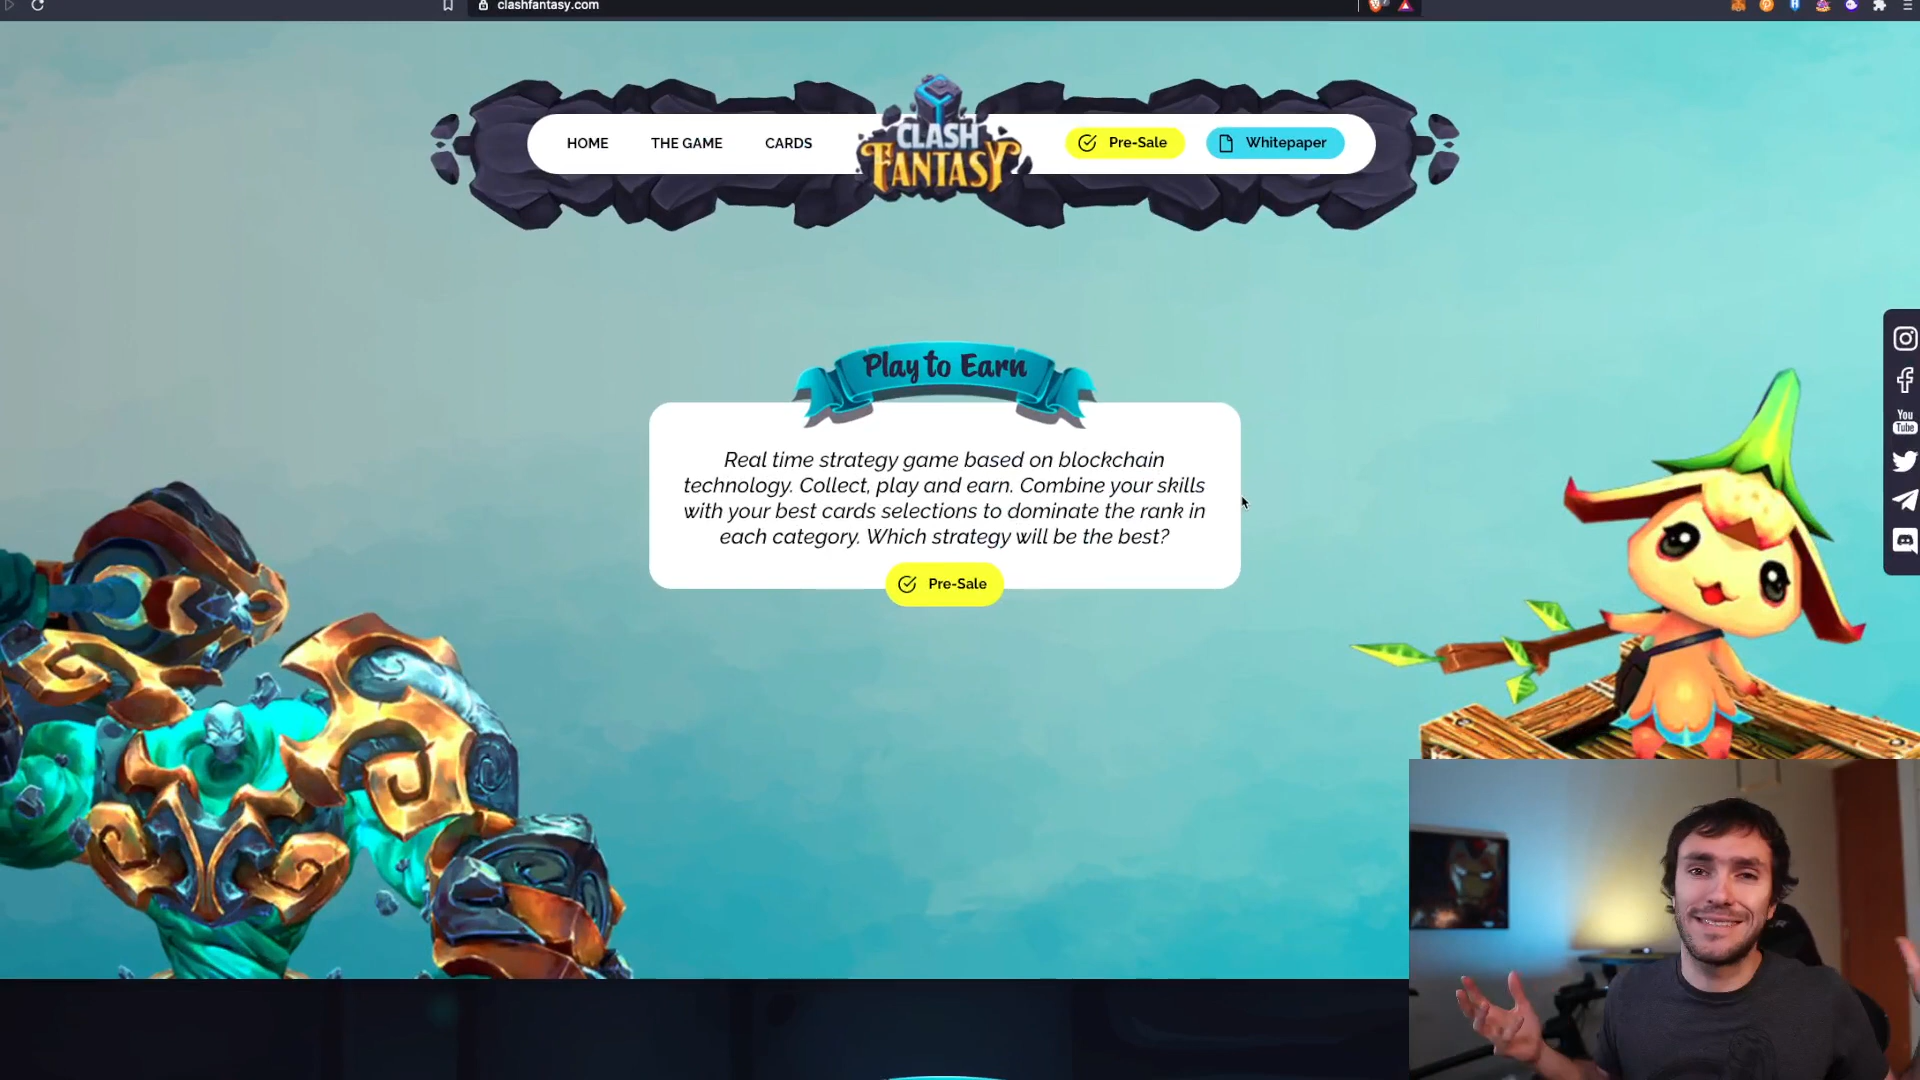 clashfantasy.com
HOME THE GAME CARDS
CLASH
FANTASY
Pre-Sale Whitepaper
Play to Earn
Real time strategy game based on blockchain
technology. Collect, play and earn. Combine your skills
with your best cards selections to dominate the rank in
each category. Which strategy will be the best?
Pre-Sale
You
Tube